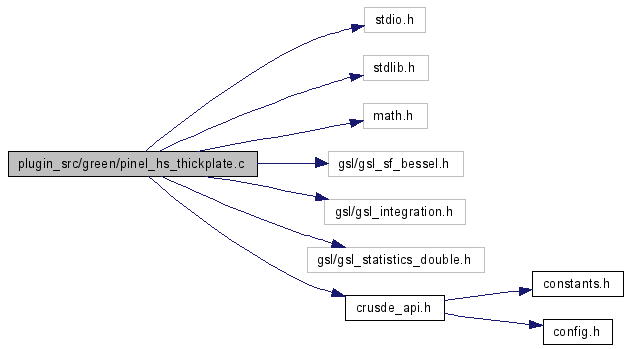 stdio.h
stdlib.h
math.h
plugin_src/green/pinel_hs_thickplate.c
gsl/gsl_sf_bessel.h
gsl/gsl_integration.h
gsl/gsl_statistics_double.h
crusde_api.h
constants.h
config.h